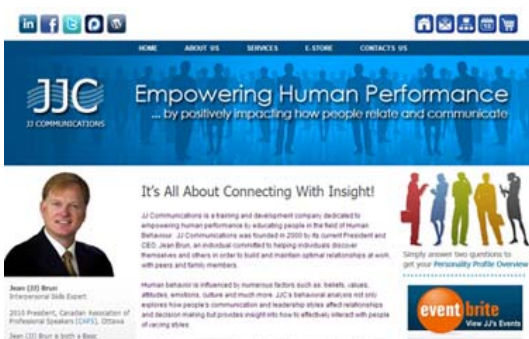 HOME ABOUT US SERVICES E-STORE CONTACTS US
JJC
JJ COMMUNICATIONS
Empowering Human Performance
... by positively impacting how people relate and communicate
It's All About Connecting With Insight!
JJ Communications is a training and development company dedicated to
empowering human performance by educating people in the field of Human
Behaviour. JJ Communications was founded in 2000 by its current President and
CEO, Jean Brun, an individual committed to helping individuals discover
themselves and others in order to build and maintain optimal relationships at work,
with peers and family members.
Human behavior is influenced by numerous factors such as: beliefs, values,
attitudes, emotions, culture and much more. JJC's behavioral analysis not only
explores how people's communication and leadership styles affect relationships
and decision making but provides insight into how to effectively interact with people
of varying styles.
Simply answer two questions to
get your Personality Profile Overview
eventbrite
View JJ's Events
Jean (JJ) Brun
Interpersonal Skills Expert
2010 President, Canadian Association of
Professional Speakers [CAPS], Ottawa
Jean (JJ) Brun is both a Basic